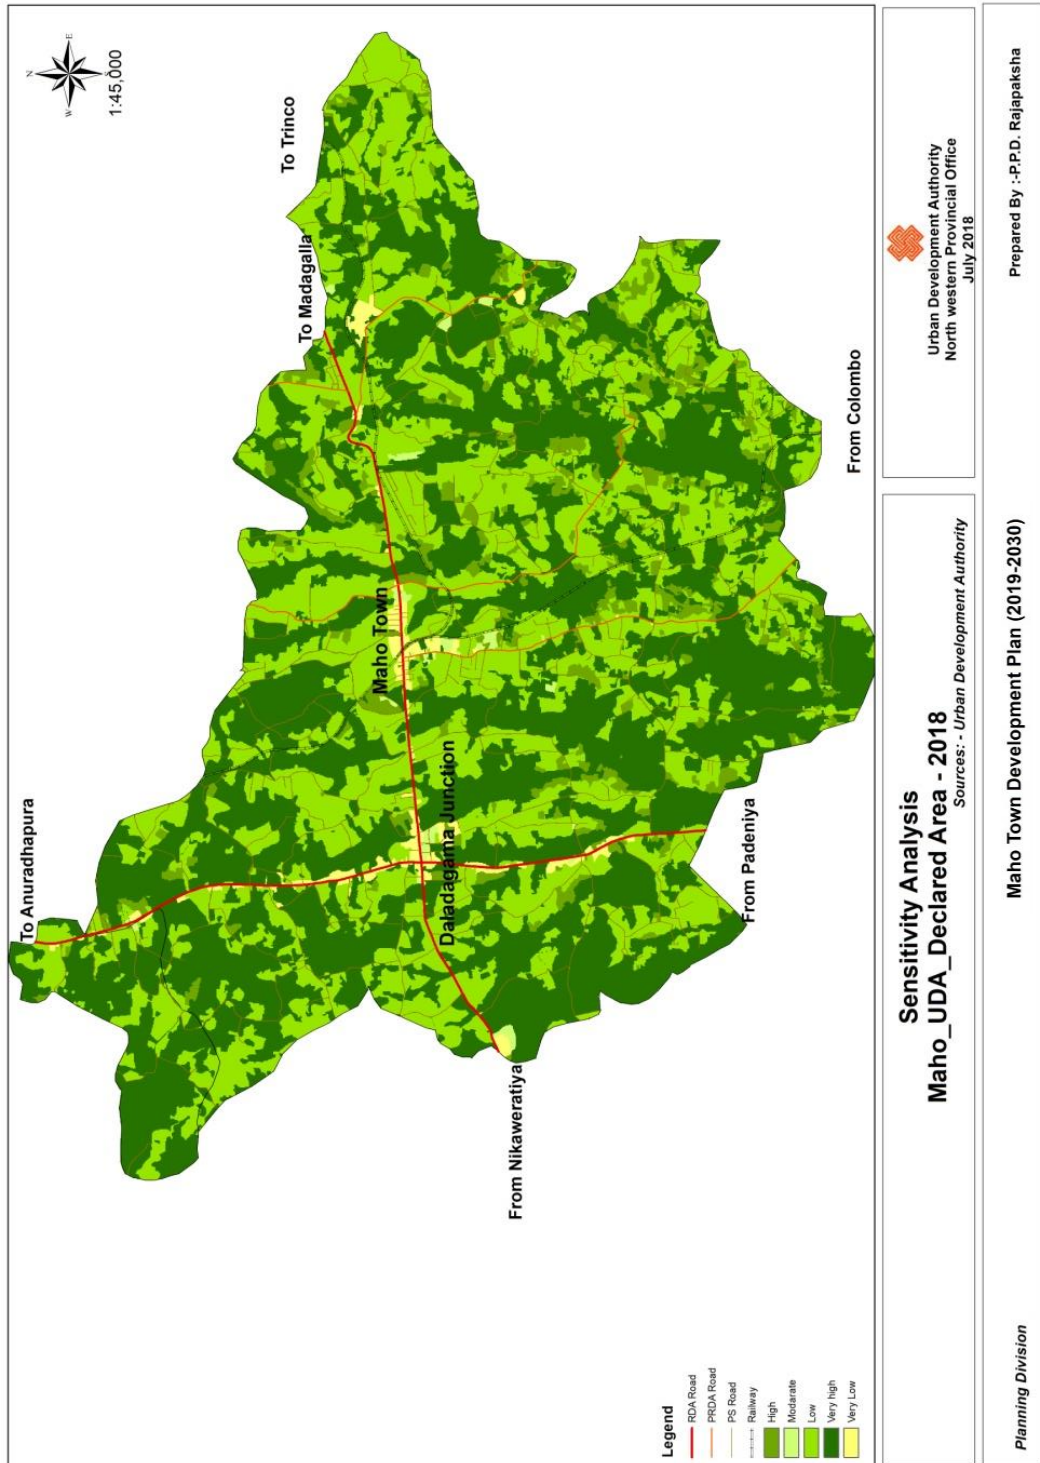 N
E
W
S
1:45,000
To Anuradhapura
To Trinco
To Madagalla
Maho Town
Daladagama Junction
From Nikaweratiya
From Padeniya
From Colombo
Legend
RDA Road
PRDA Road
PS Road
Railway
High
Modarate
Low
Very high
Very Low
Sensitivity Analysis
Maho_UDA_Declared Area - 2018
Sources: - Urban Development Authority
Urban Development Authority
North western Provincial Office
July 2018
Planning Division
Maho Town Development Plan (2019-2030)
Prepared By :-P.P.D. Rajapaksha